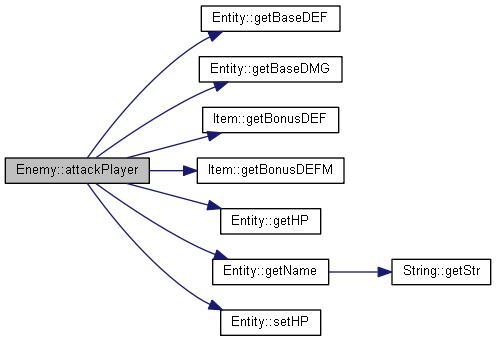 Entity::getBaseDEF
Entity::getBaseDMG
Item::getBonusDEF
Enemy::attackPlayer
Item::getBonusDEFM
Entity::getHP
Entity::getName
String::getStr
Entity::setHP